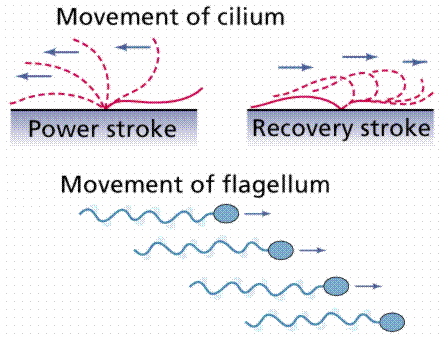 Movement of cilium
Power stroke
Recovery stroke
Movement of flagellum